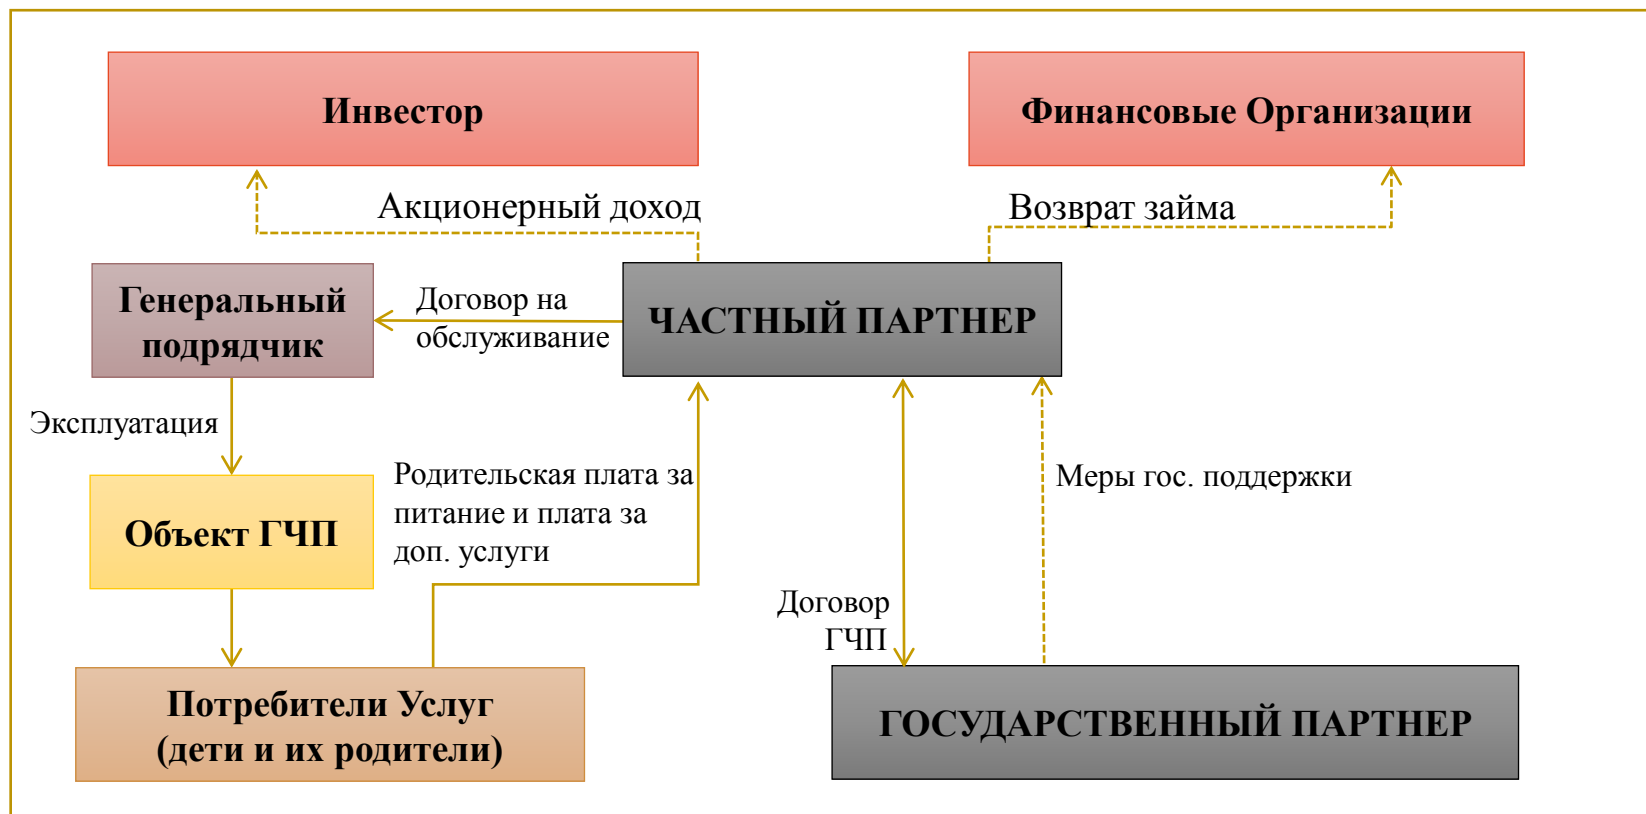 Инвестор
Финансовые Организации
Акционерный доход
Возврат займа
Генеральный
подрядчик
Договор на
обслуживание
ЧАСТНЫЙ ПАРТНЕР
Эксплуатация
Родительская плата за
питание и плата за
доп. услуги
Меры гос. поддержки
Объект ГЧП
Договор
ГЧП
Потребители Услуг
(дети и их родители)
ГОСУДАРСТВЕННЫЙ ПАРТНЕР